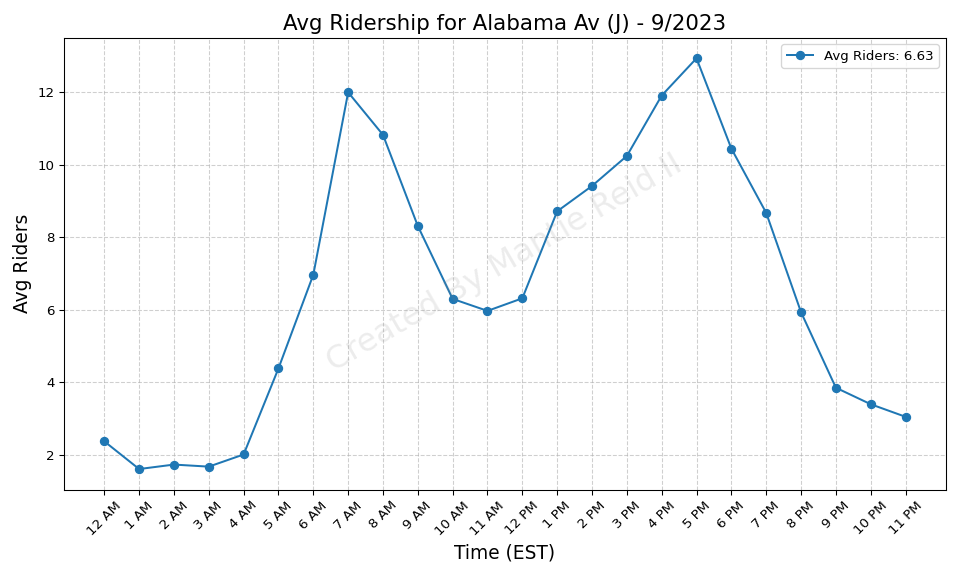 Avg Ridership for Alabama Av (J) - 9/2023
Avg Riders: 6.63
Avg Riders
12
10
8
6
4
2
Created By Mantie Reid II
12 AM
1 AM
2 AM
3 AM
4 AM
5 AM
6 AM
7 AM
8 AM
9 AM
10 AM
11 AM
12 PM
1 PM
2 PM
3 PM
4 PM
5 PM
6 PM
7 PM
8 PM
9 PM
10 PM
11 PM
Time (EST)